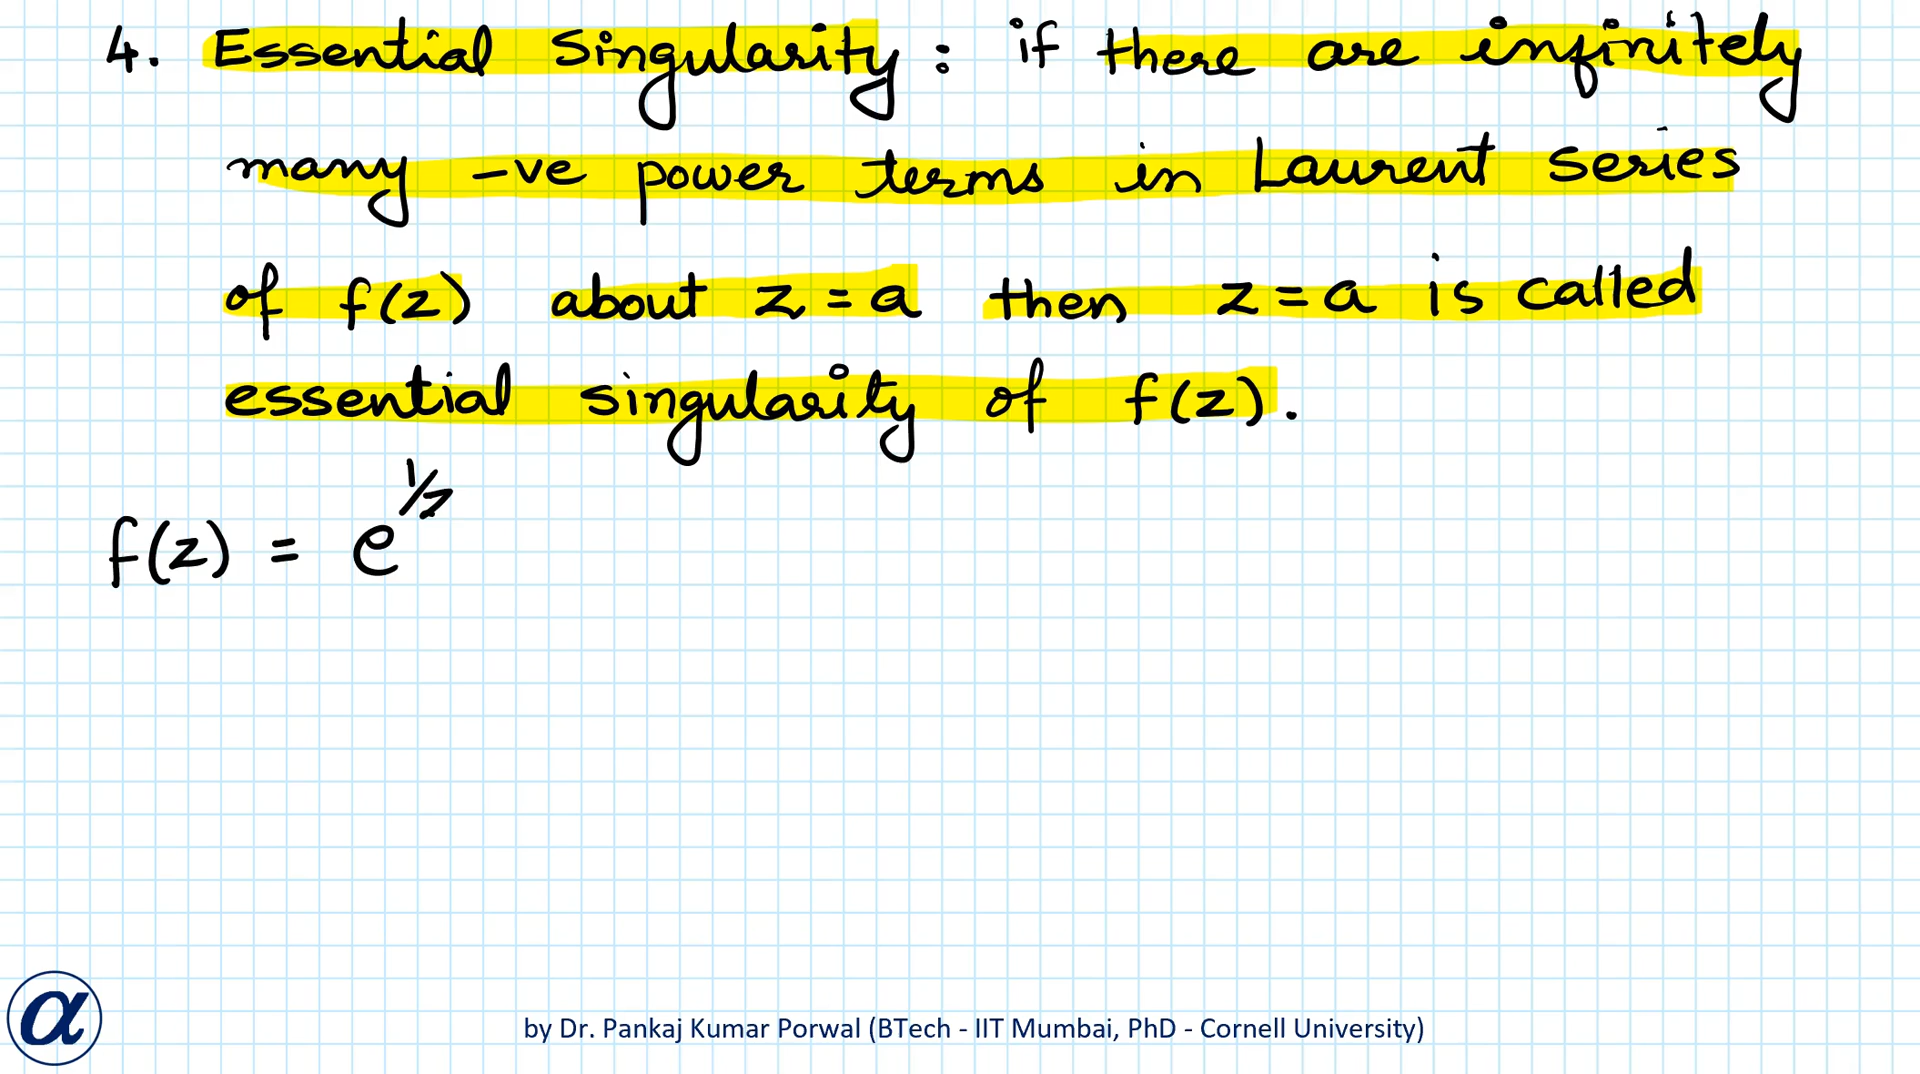 4. Essential Singularity : if there are infinitely
many -ve power terms in Laurent series
of f(z) about z = a then z = a is called
essential singularity of f(z).
f(z) = e^{1/z}
α
by Dr. Pankaj Kumar Porwal (BTech - IIT Mumbai, PhD - Cornell University)